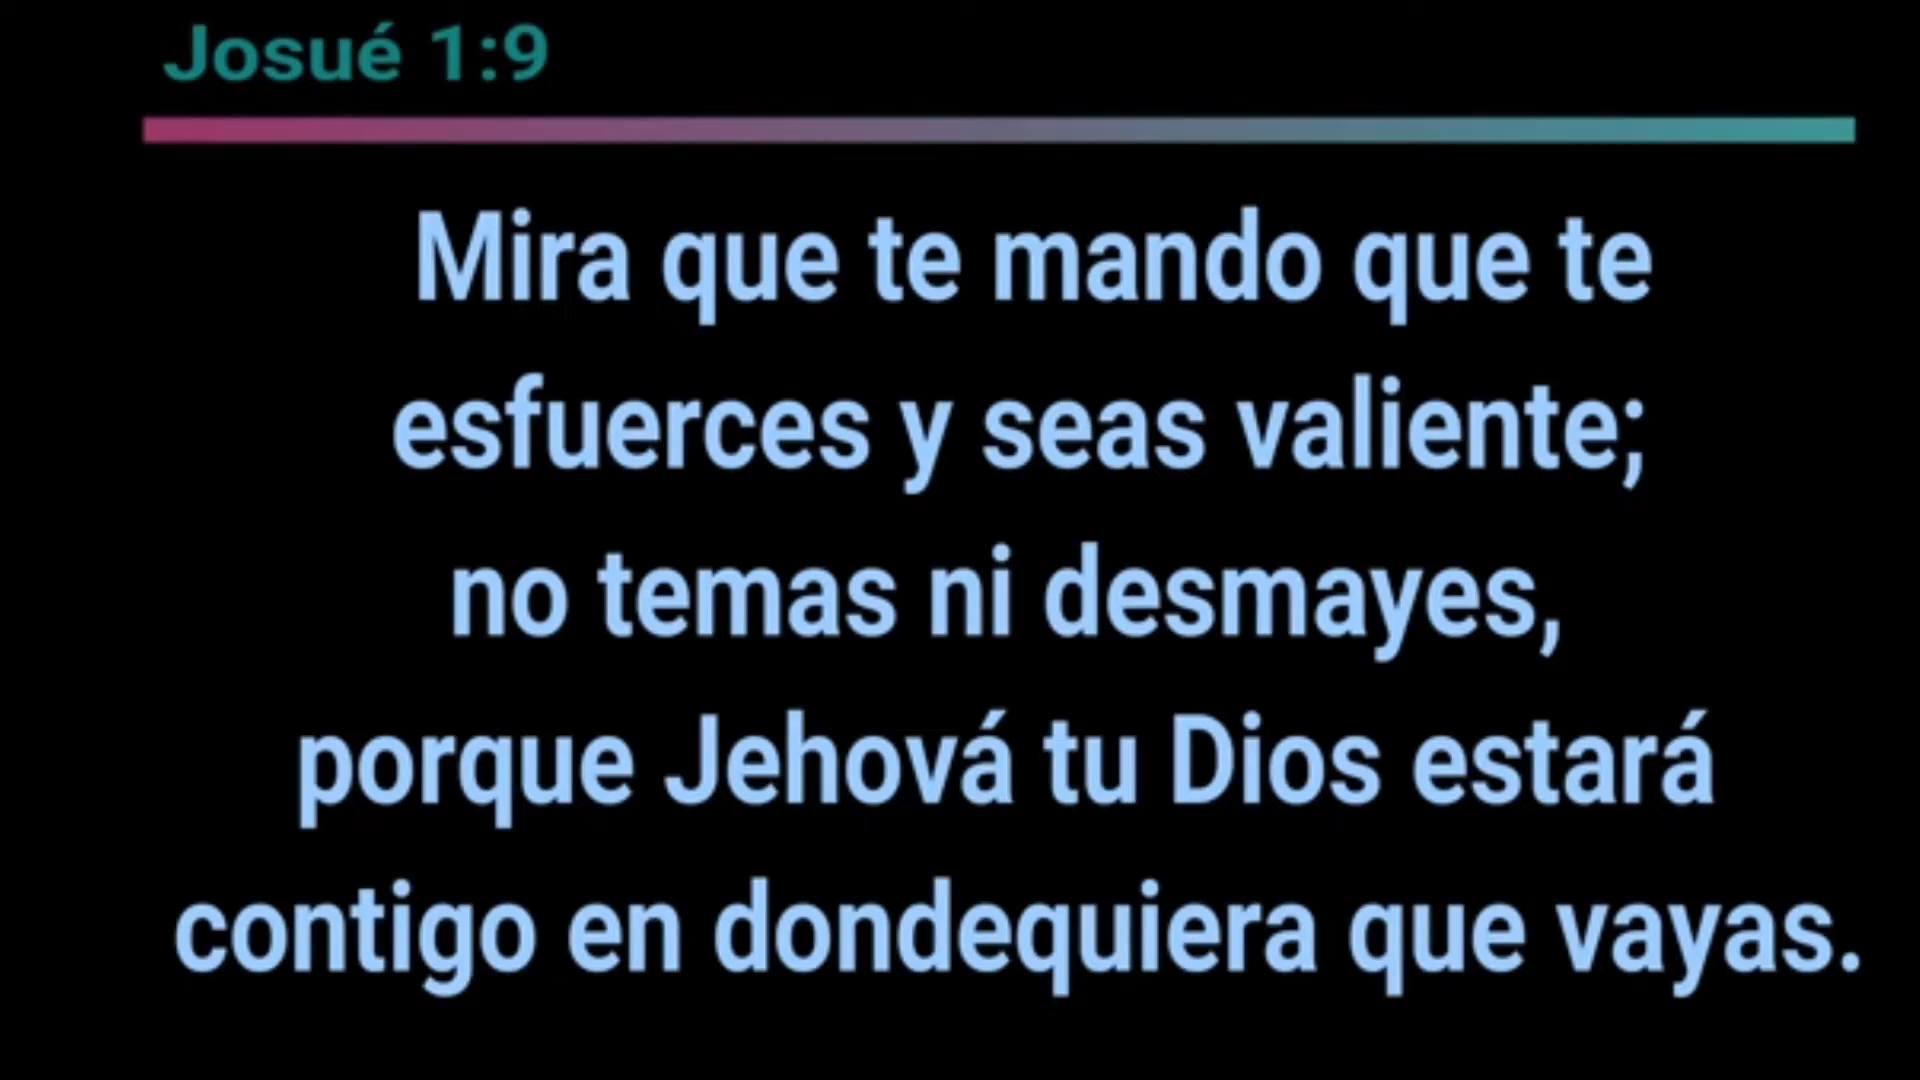 Josué 1:9
Mira que te mando que te
esfuerces y seas valiente;
no temas ni desmayes,
porque Jehová tu Dios estará
contigo en dondequiera que vayas.